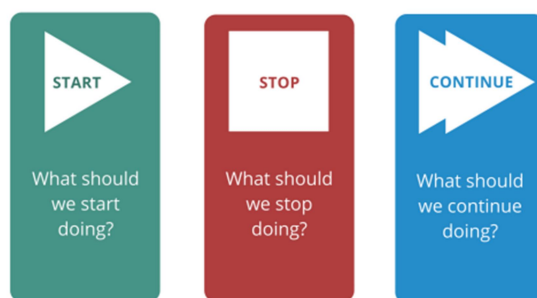 START
What should
we start
doing?
STOP
What should
we stop
doing?
CONTINUE
What should
we continue
doing?